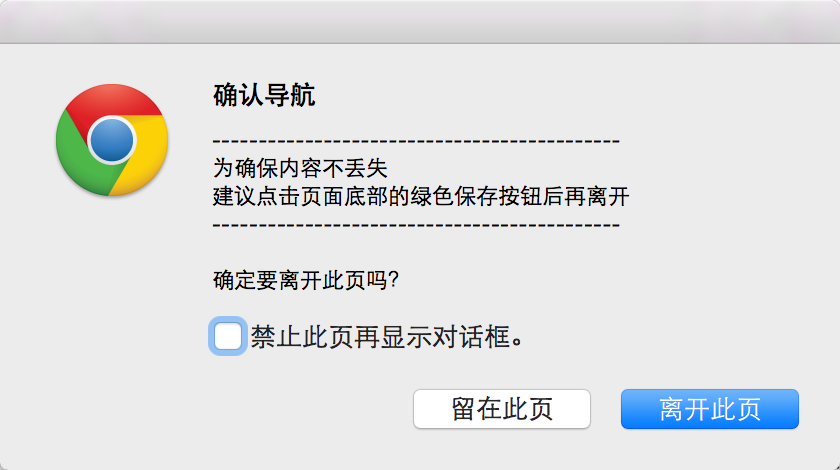 确认导航
--------------------------------------------
为确保内容不丢失
建议点击页面底部的绿色保存按钮后再离开
--------------------------------------------
确定要离开此页吗?
禁止此页再显示对话框。
留在此页
离开此页